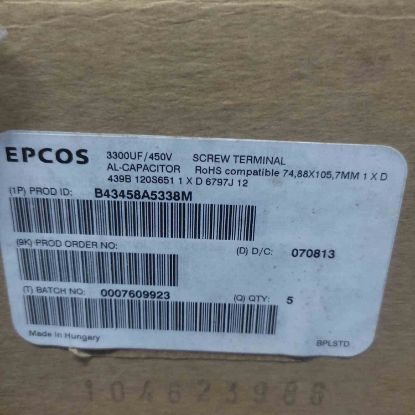 EPCOS
3300UF/450V SCREW TERMINAL
AL-CAPACITOR RoHS compatible 74,88X105,7MM 1 X D
439B 120S651 1 X D 6797J 12
(1P) PROD ID: B43458A5338M
(9K) PROD ORDER NO: (D) D/C: 070813
(T) BATCH NO: 0007609923 (Q) QTY: 5
Made in Hungary BPLSTD